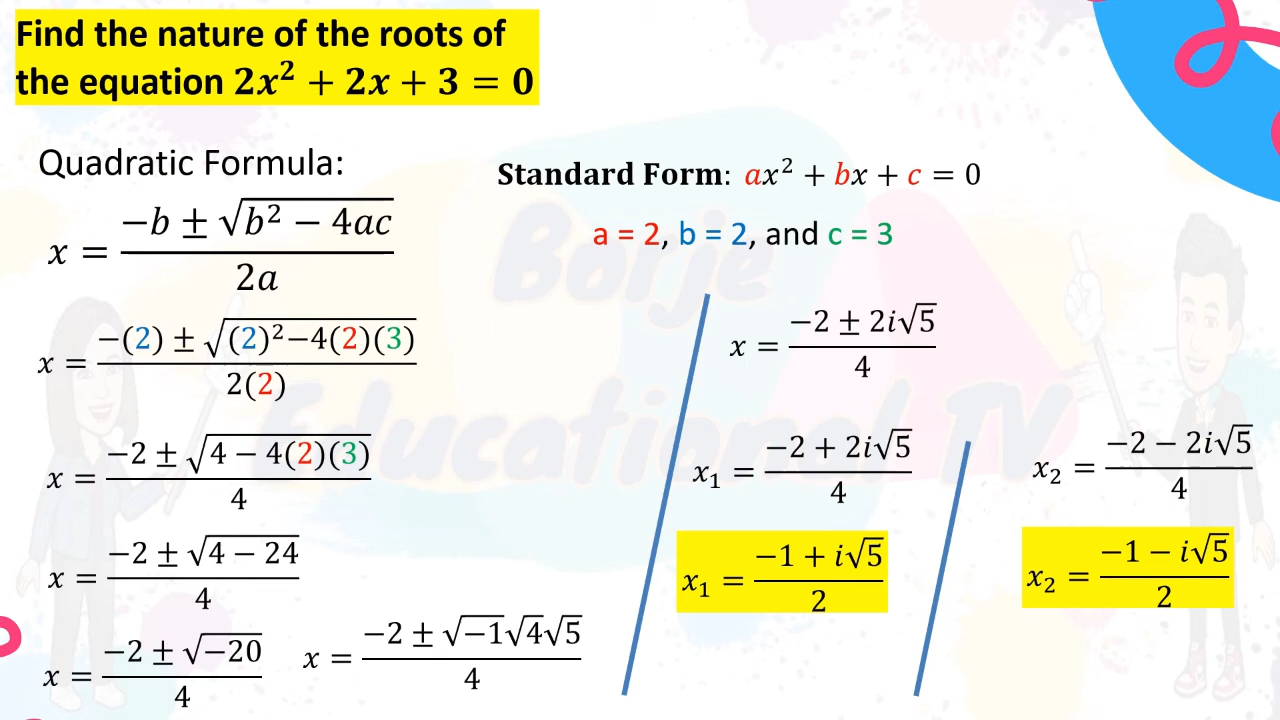 Find the nature of the roots of
the equation 2x² + 2x + 3 = 0
Quadratic Formula:
x = (−b ± √(b² − 4ac)) / 2a
x = (−(2) ± √((2)²−4(2)(3))) / 2(2)
x = (−2 ± √(4 − 4(2)(3))) / 4
x = (−2 ± √(4 − 24)) / 4
x = (−2 ± √(−20)) / 4
x = (−2 ± √(−1)√4√5) / 4
Standard Form: ax² + bx + c = 0
a = 2, b = 2, and c = 3
x = (−2 ± 2i√5) / 4
x₁ = (−2 + 2i√5) / 4
x₁ = (−1 + i√5) / 2
x₂ = (−2 − 2i√5) / 4
x₂ = (−1 − i√5) / 2
Borje
Educational TV